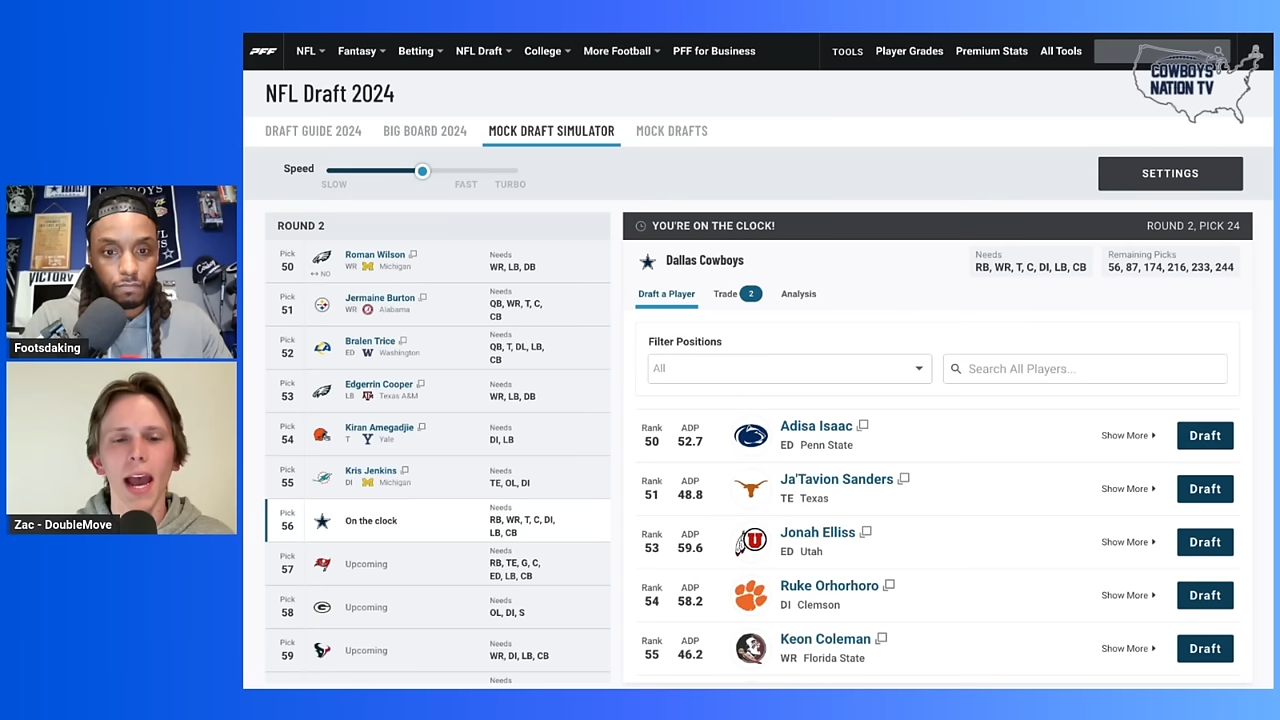 PFF
NFL
Fantasy
Betting
NFL Draft
College
More Football
PFF for Business
TOOLS
Player Grades
Premium Stats
All Tools
COWBOYS
NATION TV
NFL Draft 2024
DRAFT GUIDE 2024
BIG BOARD 2024
MOCK DRAFT SIMULATOR
MOCK DRAFTS
Speed
SLOW
FAST
TURBO
SETTINGS
ROUND 2
Pick
50
NO
Roman Wilson
WR Michigan
Needs
WR, LB, DB
Pick
51
Jermaine Burton
WR Alabama
Needs
QB, WR, T, C,
CB
Pick
52
Bralen Trice
ED Washington
Needs
QB, T, DL, LB,
CB
Pick
53
Edgerrin Cooper
LB Texas A&M
Needs
WR, LB, DB
Pick
54
Kiran Amegadjie
T Yale
Needs
DI, LB
Pick
55
Kris Jenkins
DI Michigan
Needs
TE, OL, DI
Pick
56
On the clock
Needs
RB, WR, T, C, DI,
LB, CB
Pick
57
Upcoming
Needs
RB, TE, G, C,
ED, LB, CB
Pick
58
Upcoming
Needs
OL, DI, S
Pick
59
Upcoming
Needs
WR, DI, LB, CB
Needs
YOU'RE ON THE CLOCK!
ROUND 2, PICK 24
Dallas Cowboys
Needs
RB, WR, T, C, DI, LB, CB
Remaining Picks
56, 87, 174, 216, 233, 244
Draft a Player
Trade 2
Analysis
Filter Positions
All
Search All Players...
Rank
50
ADP
52.7
Adisa Isaac
ED Penn State
Show More
Draft
Rank
51
ADP
48.8
Ja'Tavion Sanders
TE Texas
Show More
Draft
Rank
53
ADP
59.6
Jonah Elliss
ED Utah
Show More
Draft
Rank
54
ADP
58.2
Ruke Orhorhoro
DI Clemson
Show More
Draft
Rank
55
ADP
46.2
Keon Coleman
WR Florida State
Show More
Draft
COWBOYS
VICTORY
Footsdaking
Zac - DoubleMove